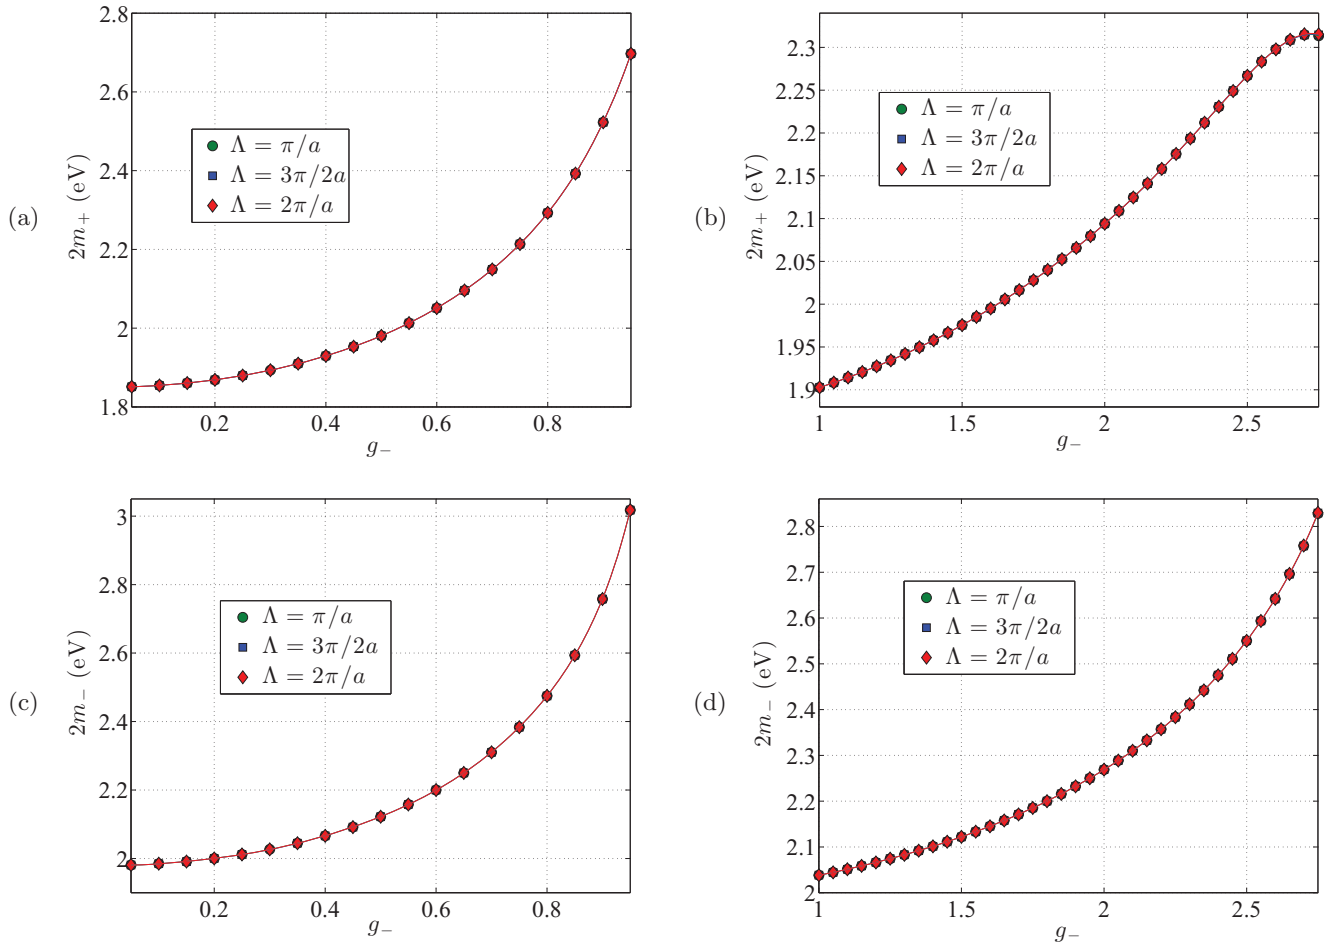 (a)
2m₊ (eV)
2.8
2.6
2.4
2.2
2
1.8
Λ = π/a
Λ = 3π/2a
Λ = 2π/a
0.2 0.4 0.6 0.8
g₋
(b)
2m₊ (eV)
2.3
2.25
2.2
2.15
2.1
2.05
2
1.95
1.9
Λ = π/a
Λ = 3π/2a
Λ = 2π/a
1 1.5 2 2.5
g₋
(c)
2m₋ (eV)
3
2.8
2.6
2.4
2.2
2
Λ = π/a
Λ = 3π/2a
Λ = 2π/a
0.2 0.4 0.6 0.8
g₋
(d)
2m₋ (eV)
2.8
2.7
2.6
2.5
2.4
2.3
2.2
2.1
2
Λ = π/a
Λ = 3π/2a
Λ = 2π/a
1 1.5 2 2.5
g₋